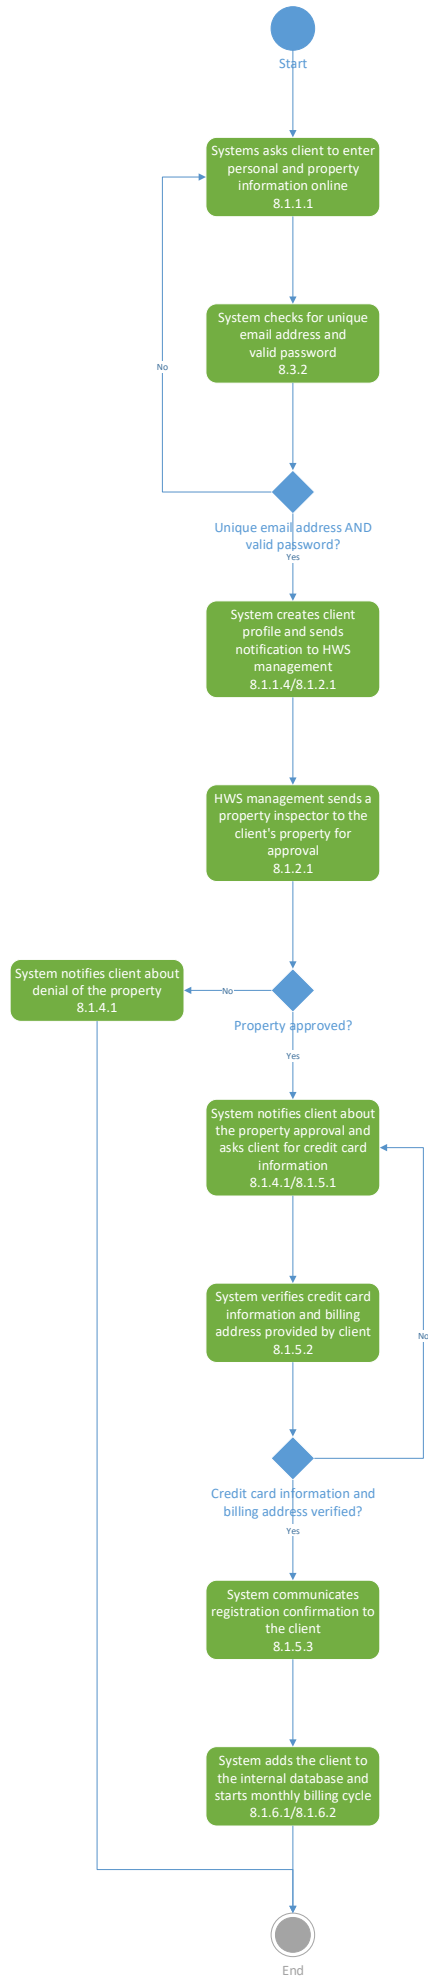 Start
Systems asks client to enter
personal and property
information online
8.1.1.1
System checks for unique
email address and
valid password
8.3.2
No
Unique email address AND
valid password?
Yes
System creates client
profile and sends
notification to HWS
management
8.1.1.4/8.1.2.1
HWS management sends a
property inspector to the
client's property for
approval
8.1.2.1
System notifies client about
denial of the property
8.1.4.1
No
Property approved?
Yes
System notifies client about
the property approval and
asks client for credit card
information
8.1.4.1/8.1.5.1
System verifies credit card
information and billing
address provided by client
8.1.5.2
No
Credit card information and
billing address verified?
Yes
System communicates
registration confirmation to
the client
8.1.5.3
System adds the client to
the internal database and
starts monthly billing cycle
8.1.6.1/8.1.6.2
End